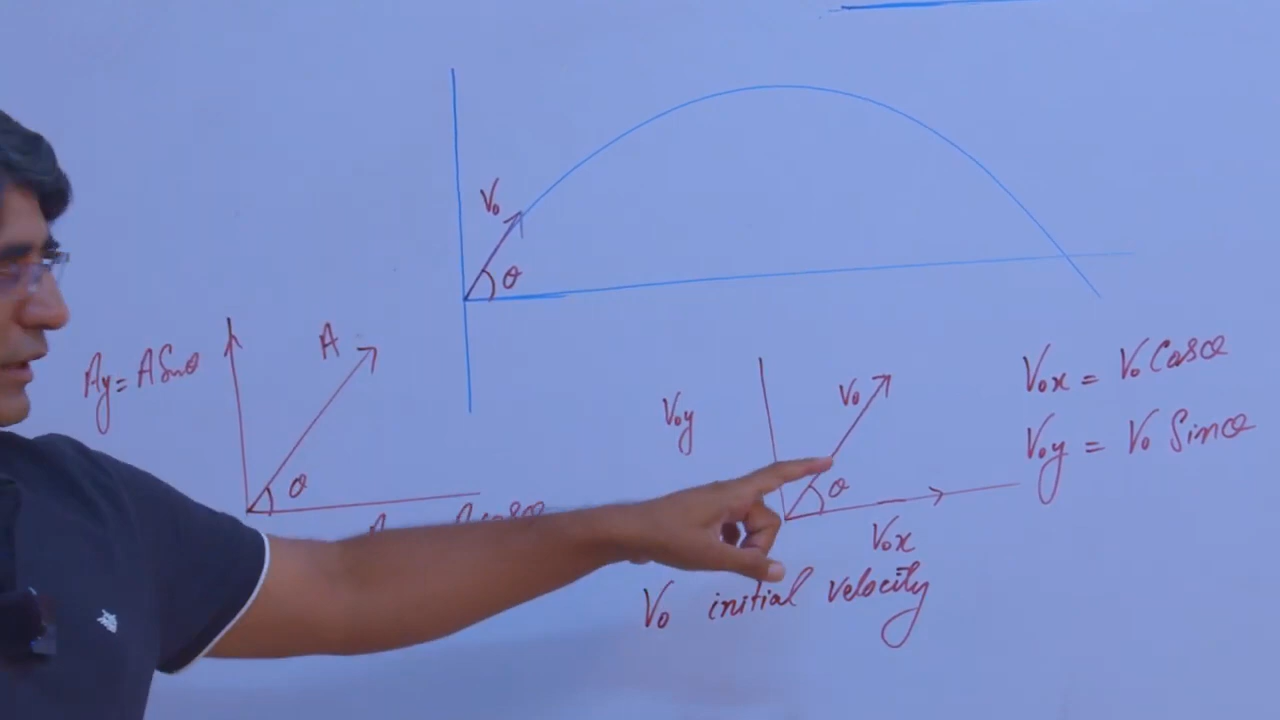 V₀
θ
A
Ay = A Sinθ
θ
V₀y
V₀
θ
V₀x
V₀x = V₀ Cosθ
V₀y = V₀ Sinθ
V₀ initial velocity